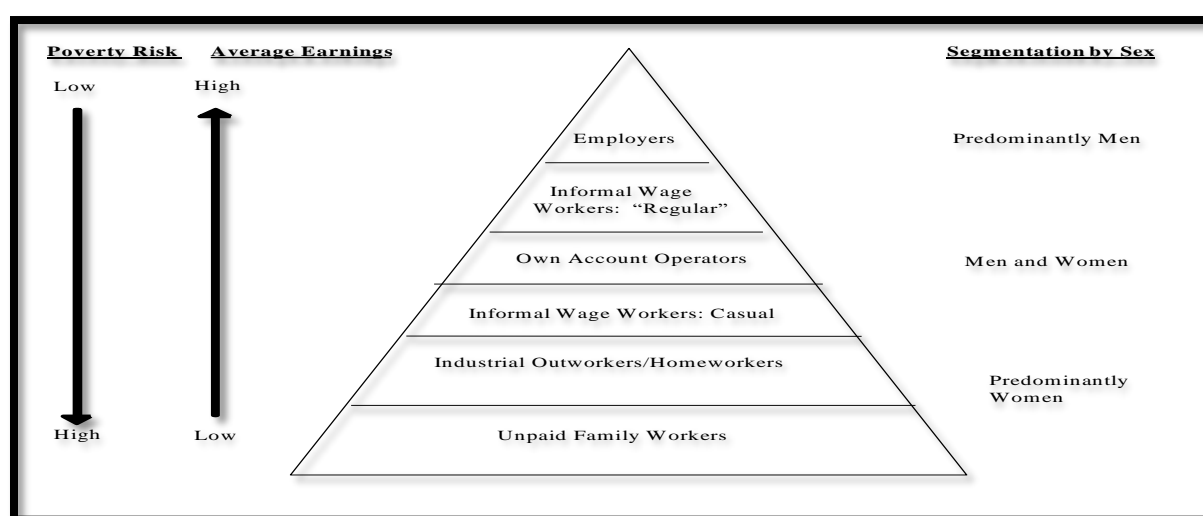 Poverty Risk Average Earnings Segmentation by Sex
Low High
Employers Predominantly Men
Informal Wage
Workers: “Regular”
Own Account Operators Men and Women
Informal Wage Workers: Casual
Industrial Outworkers/Homeworkers
Predominantly
Women
High Low Unpaid Family Workers